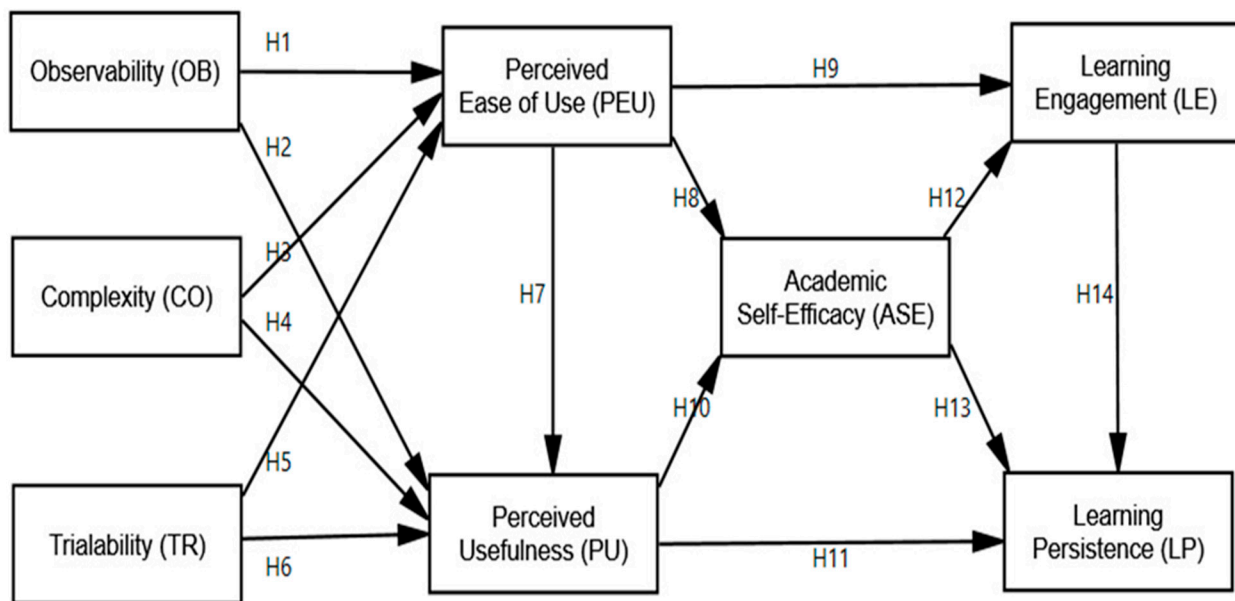 Observability (OB)
H1
Perceived
Ease of Use (PEU)
H9
Learning
Engagement (LE)
H2
H8
H12
Complexity (CO)
H3
H4
H7
Academic
Self-Efficacy (ASE)
H14
H10
H13
Trialability (TR)
H5
H6
Perceived
Usefulness (PU)
H11
Learning
Persistence (LP)